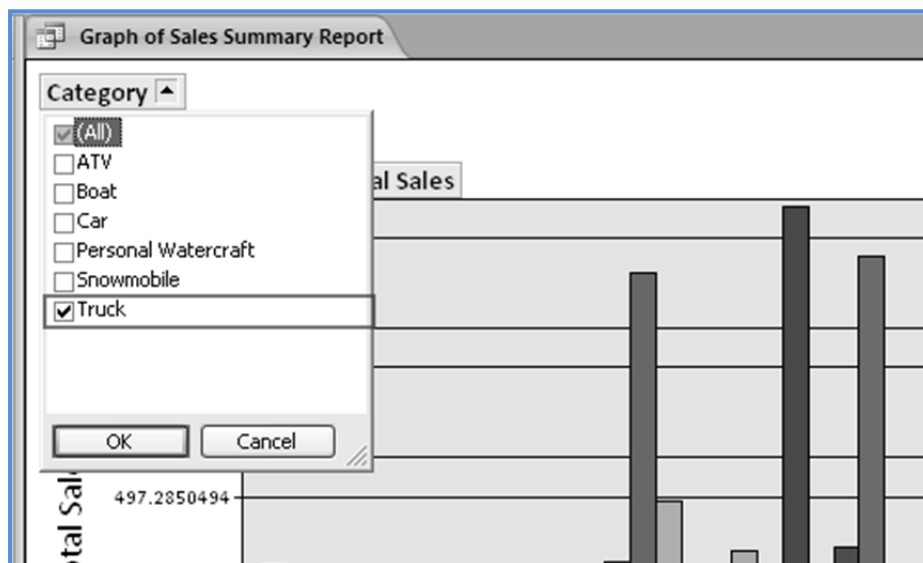 Graph of Sales Summary Report
Category
(All)
ATV
Boat
Car
Personal Watercraft
Snowmobile
Truck
OK
Cancel
al Sales
497.2850494
otal Sale